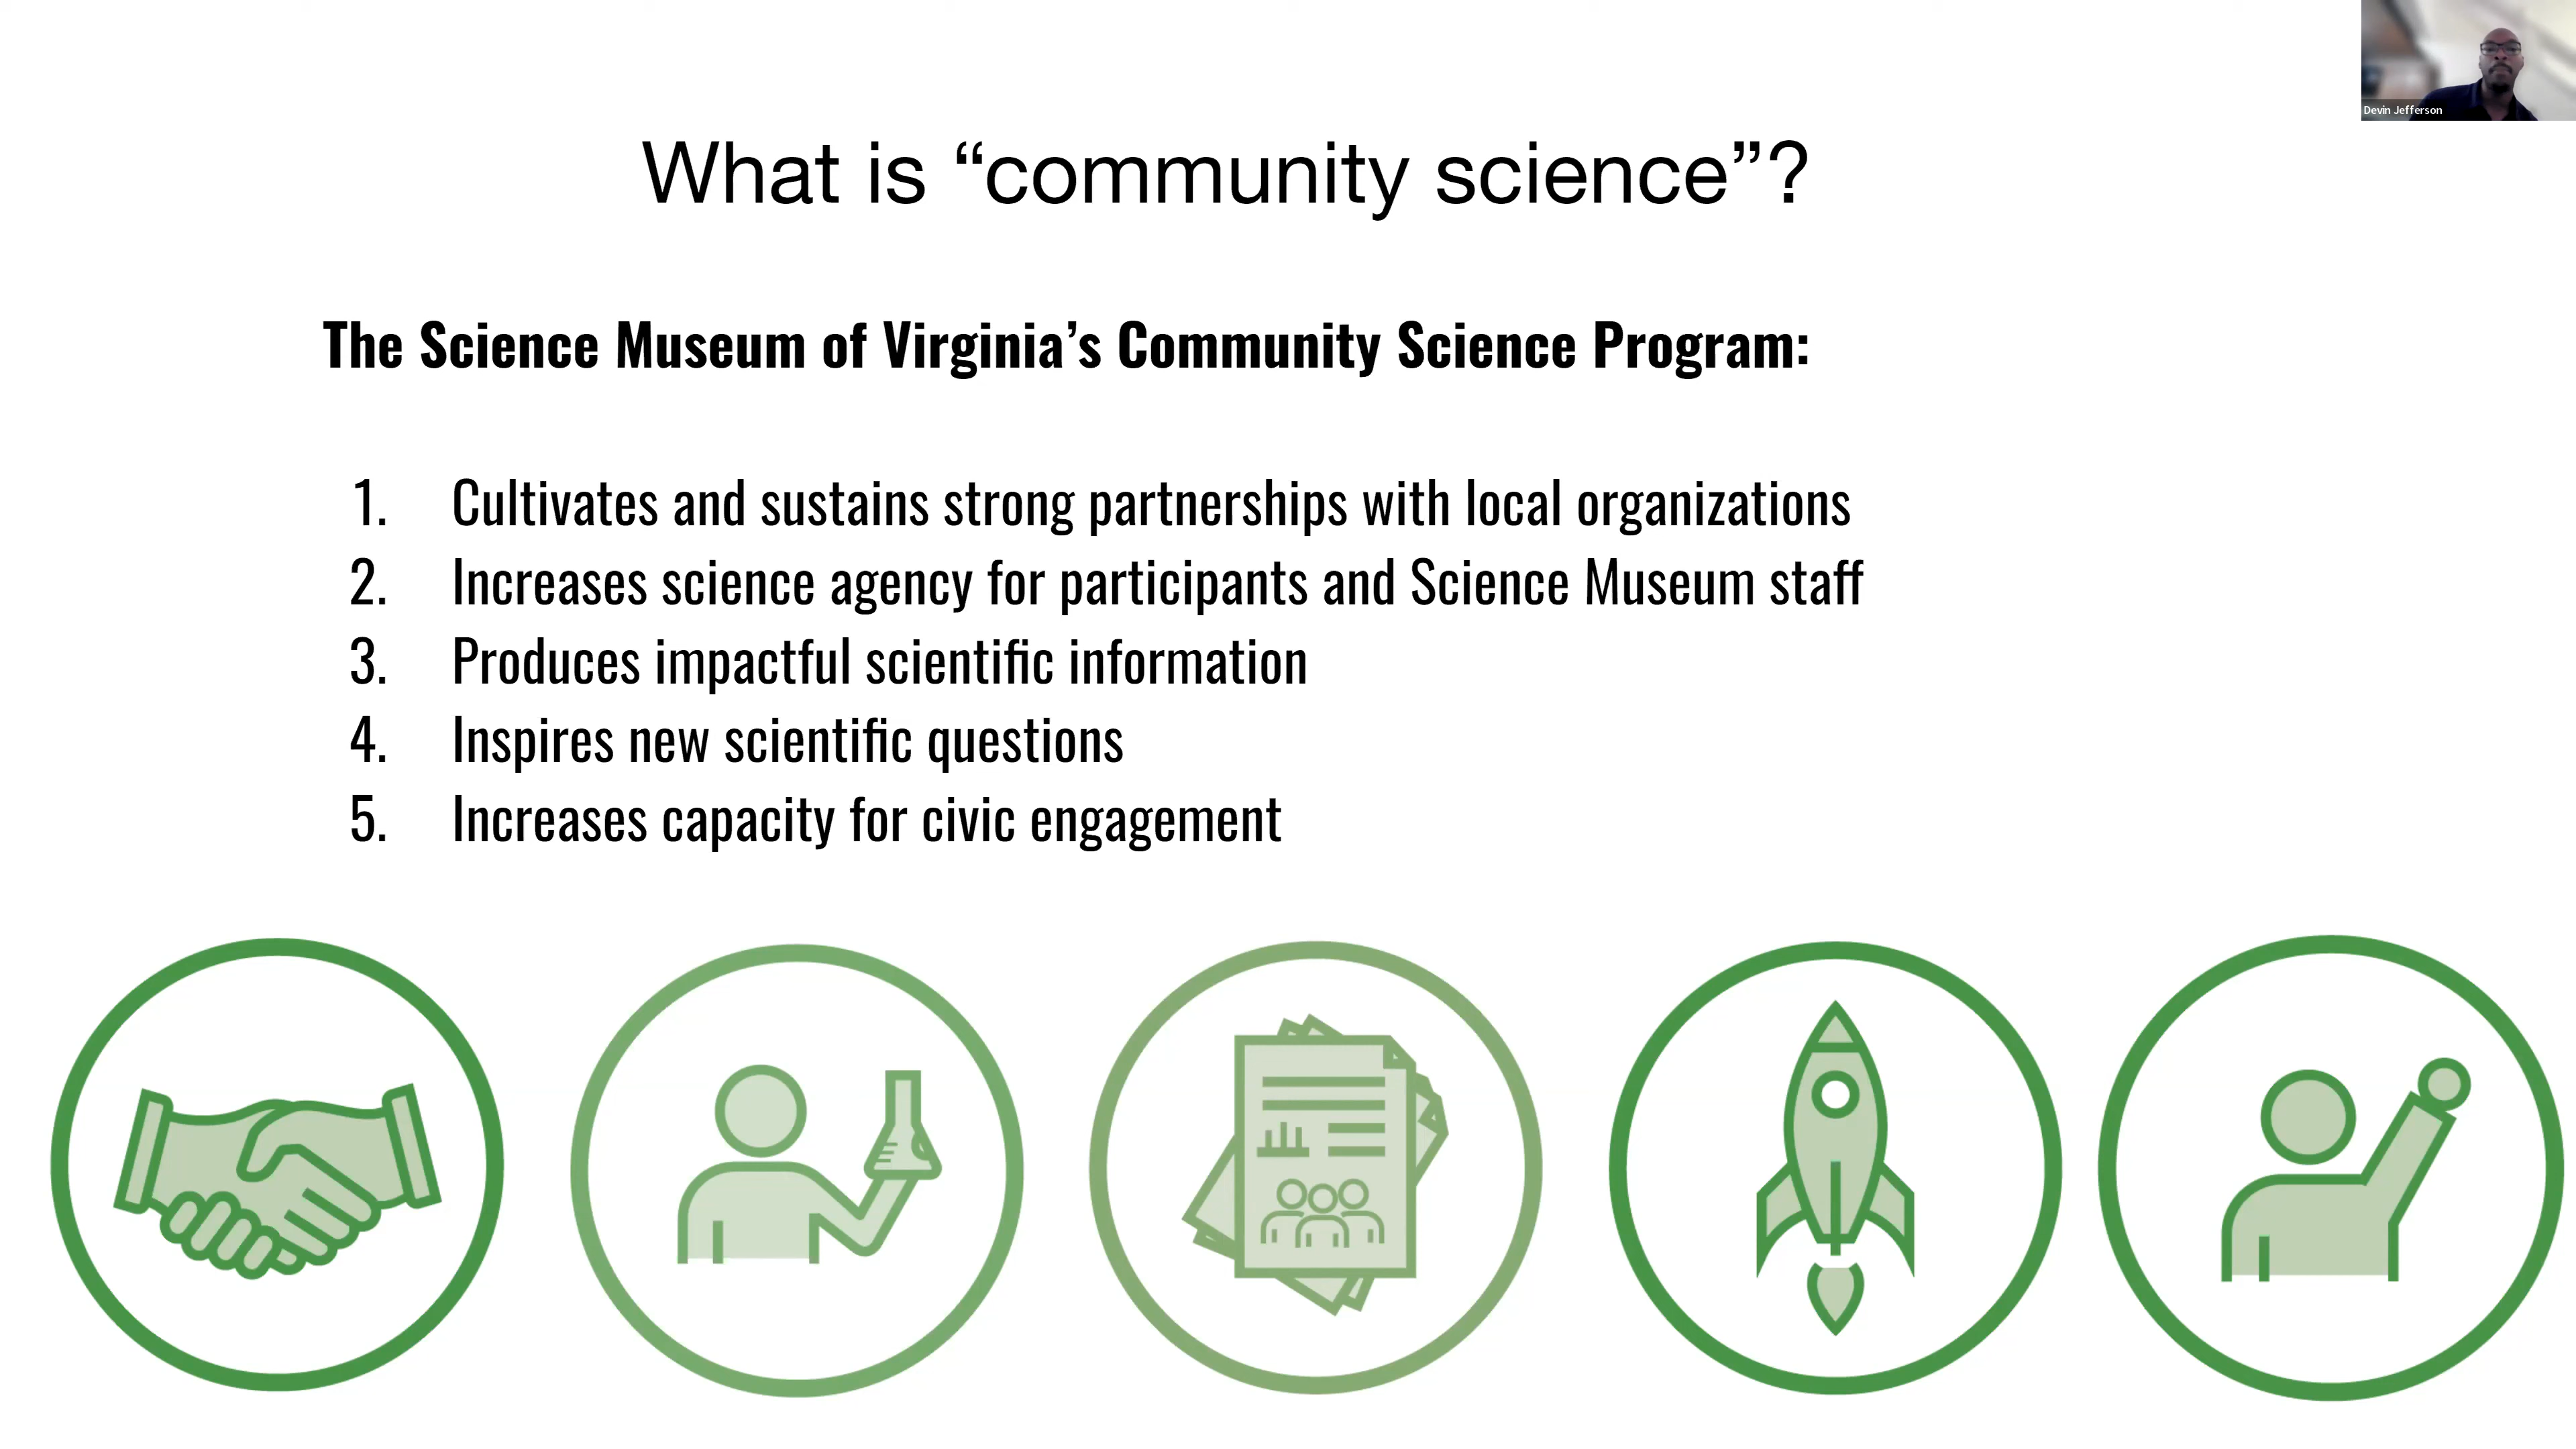 Devin Jefferson
What is “community science”?
The Science Museum of Virginia’s Community Science Program:
1. Cultivates and sustains strong partnerships with local organizations
2. Increases science agency for participants and Science Museum staff
3. Produces impactful scientific information
4. Inspires new scientific questions
5. Increases capacity for civic engagement